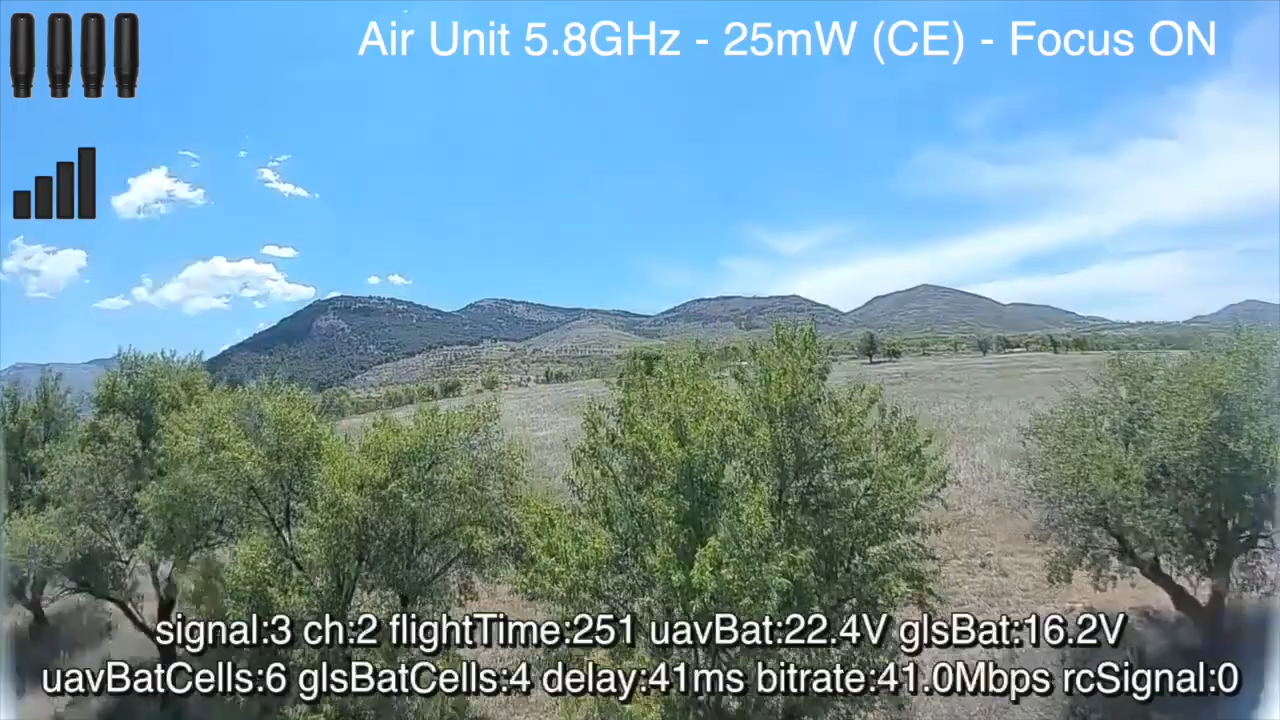 Air Unit 5.8GHz - 25mW (CE) - Focus ON
signal:3 ch:2 flightTime:251 uavBat:22.4V glsBat:16.2V
uavBatCells:6 glsBatCells:4 delay:41ms bitrate:41.0Mbps rcSignal:0